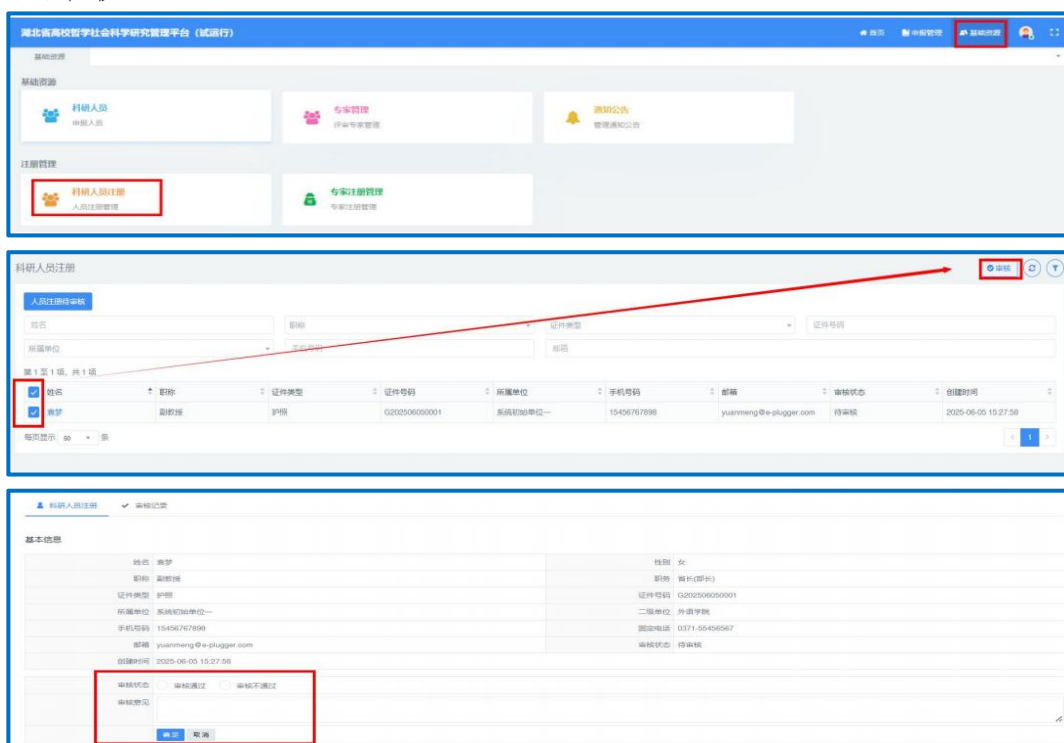 湖北省高校哲学社会科学研究管理平台（试运行） 首页 申报管理 基础资源
基础资源
基础资源
科研人员 专家管理 通知公告
申报人员 评审专家管理 管理通知公告
注册管理
科研人员注册 专家注册管理
人员注册管理 专家注册管理
科研人员注册 审核
人员注册待审核
姓名 职称 证件类型 证件号码
所属单位 手机号码 邮箱
第 1 至 1 项，共 1 项
姓名 职称 证件类型 证件号码 所属单位 手机号码 邮箱 审核状态 创建时间
袁梦 副教授 护照 G202506050001 系统初始单位一 15456767898 yuanmeng@e-plugger.com 待审核 2025-06-05 15:27:58
每页显示 50 条 1
科研人员注册 审核记录
基本信息
姓名 袁梦 性别 女
职称 副教授 职务 首长(部长)
证件类型 护照 证件号码 G202506050001
所属单位 系统初始单位一 二级单位 外语学院
手机号码 15456767898 固定电话 0371-55456567
邮箱 yuanmeng@e-plugger.com 审核状态 待审核
创建时间 2025-06-05 15:27:58
审核状态 审核通过 审核不通过
审核意见
确定 取消